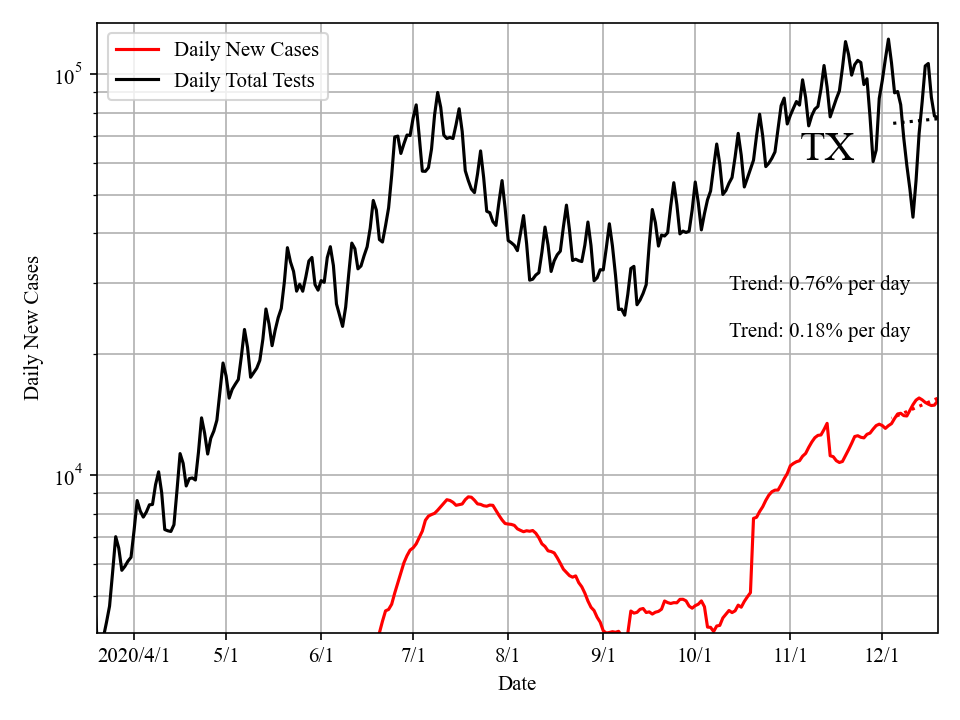 Daily New Cases
Daily Total Tests
10^5
TX
Trend: 0.76% per day
Trend: 0.18% per day
10^4
Daily New Cases
2020/4/1 5/1 6/1 7/1 8/1 9/1 10/1 11/1 12/1
Date